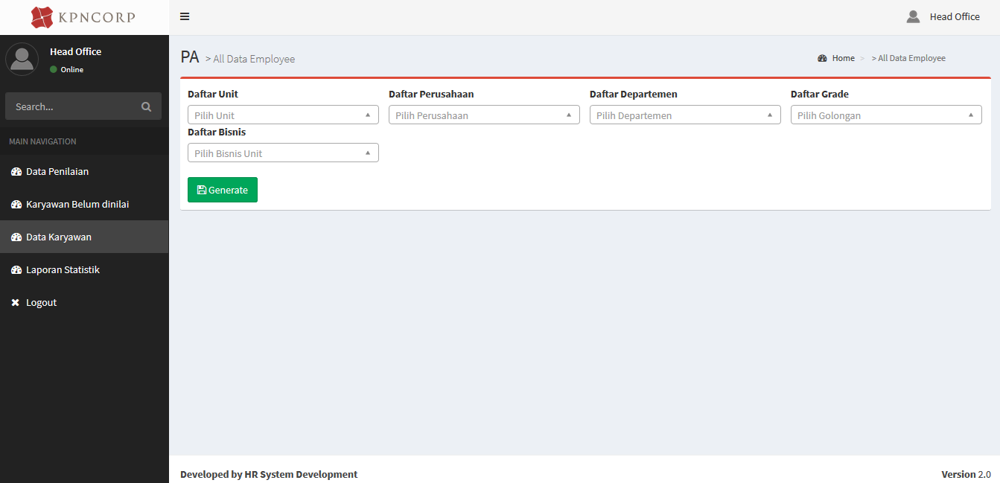 KPNCORP
Head Office
Head Office
Online
Search...
MAIN NAVIGATION
Data Penilaian
Karyawan Belum dinilai
Data Karyawan
Laporan Statistik
Logout
PA > All Data Employee
Home > > All Data Employee
Daftar Unit
Pilih Unit
Daftar Perusahaan
Pilih Perusahaan
Daftar Departemen
Pilih Departemen
Daftar Grade
Pilih Golongan
Daftar Bisnis
Pilih Bisnis Unit
Generate
Developed by HR System Development
Version 2.0